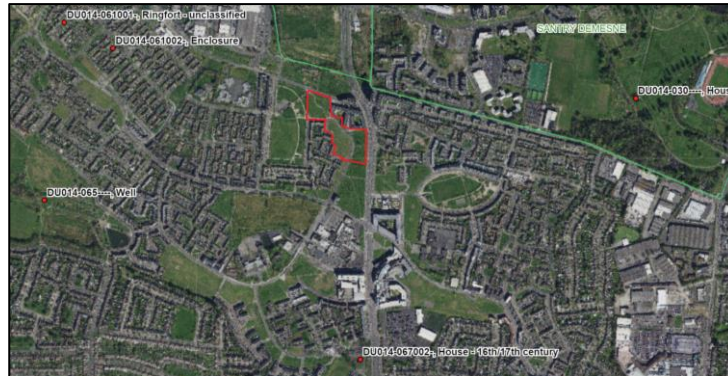 DU014-061001-, Ringfort - unclassified
DU014-061002-, Enclosure
SANTRY DEMESNE
DU014-030----, Hou
DU014-065----, Well
DU014-067002-, House - 16th/17th century